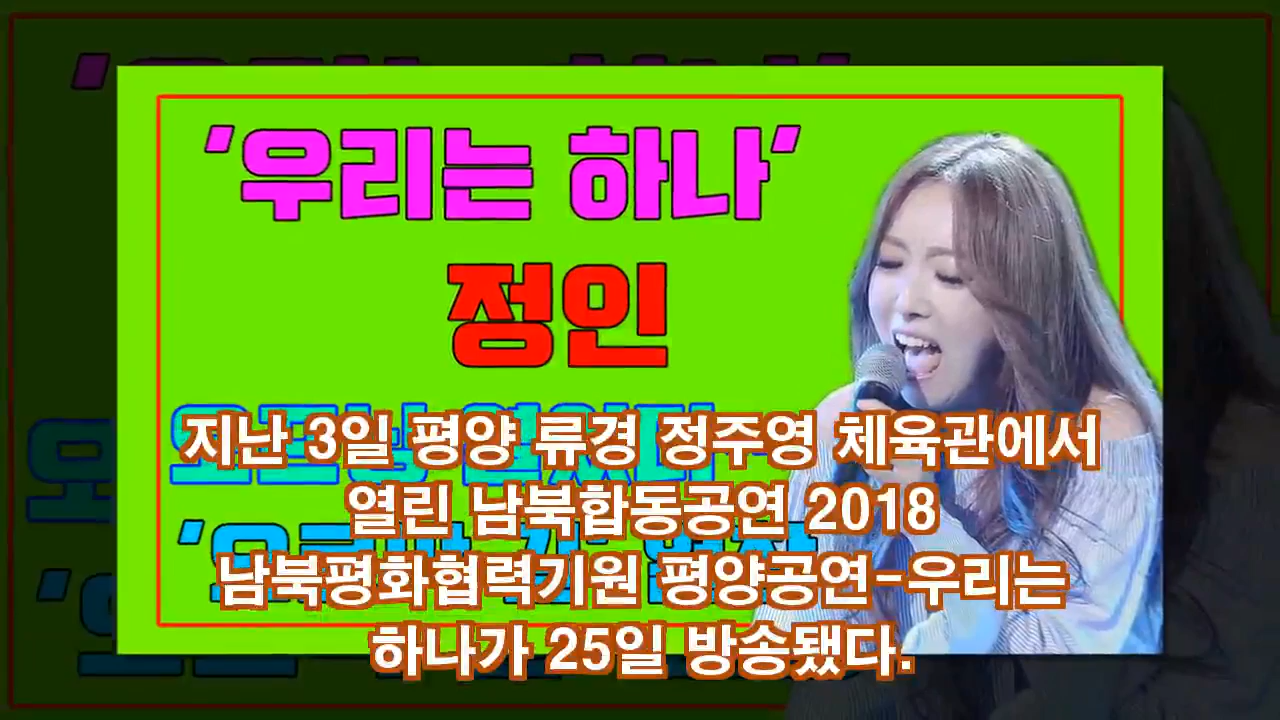 '우리는 하나'
정인
지난 3일 평양 류경 정주영 체육관에서
열린 남북합동공연 2018
남북평화협력기원 평양공연-우리는
하나가 25일 방송됐다.